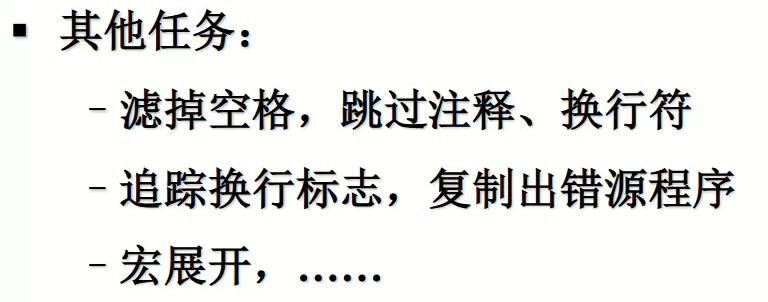 ▪ 其他任务：
– 滤掉空格，跳过注释、换行符
– 追踪换行标志，复制出错源程序
– 宏展开，……